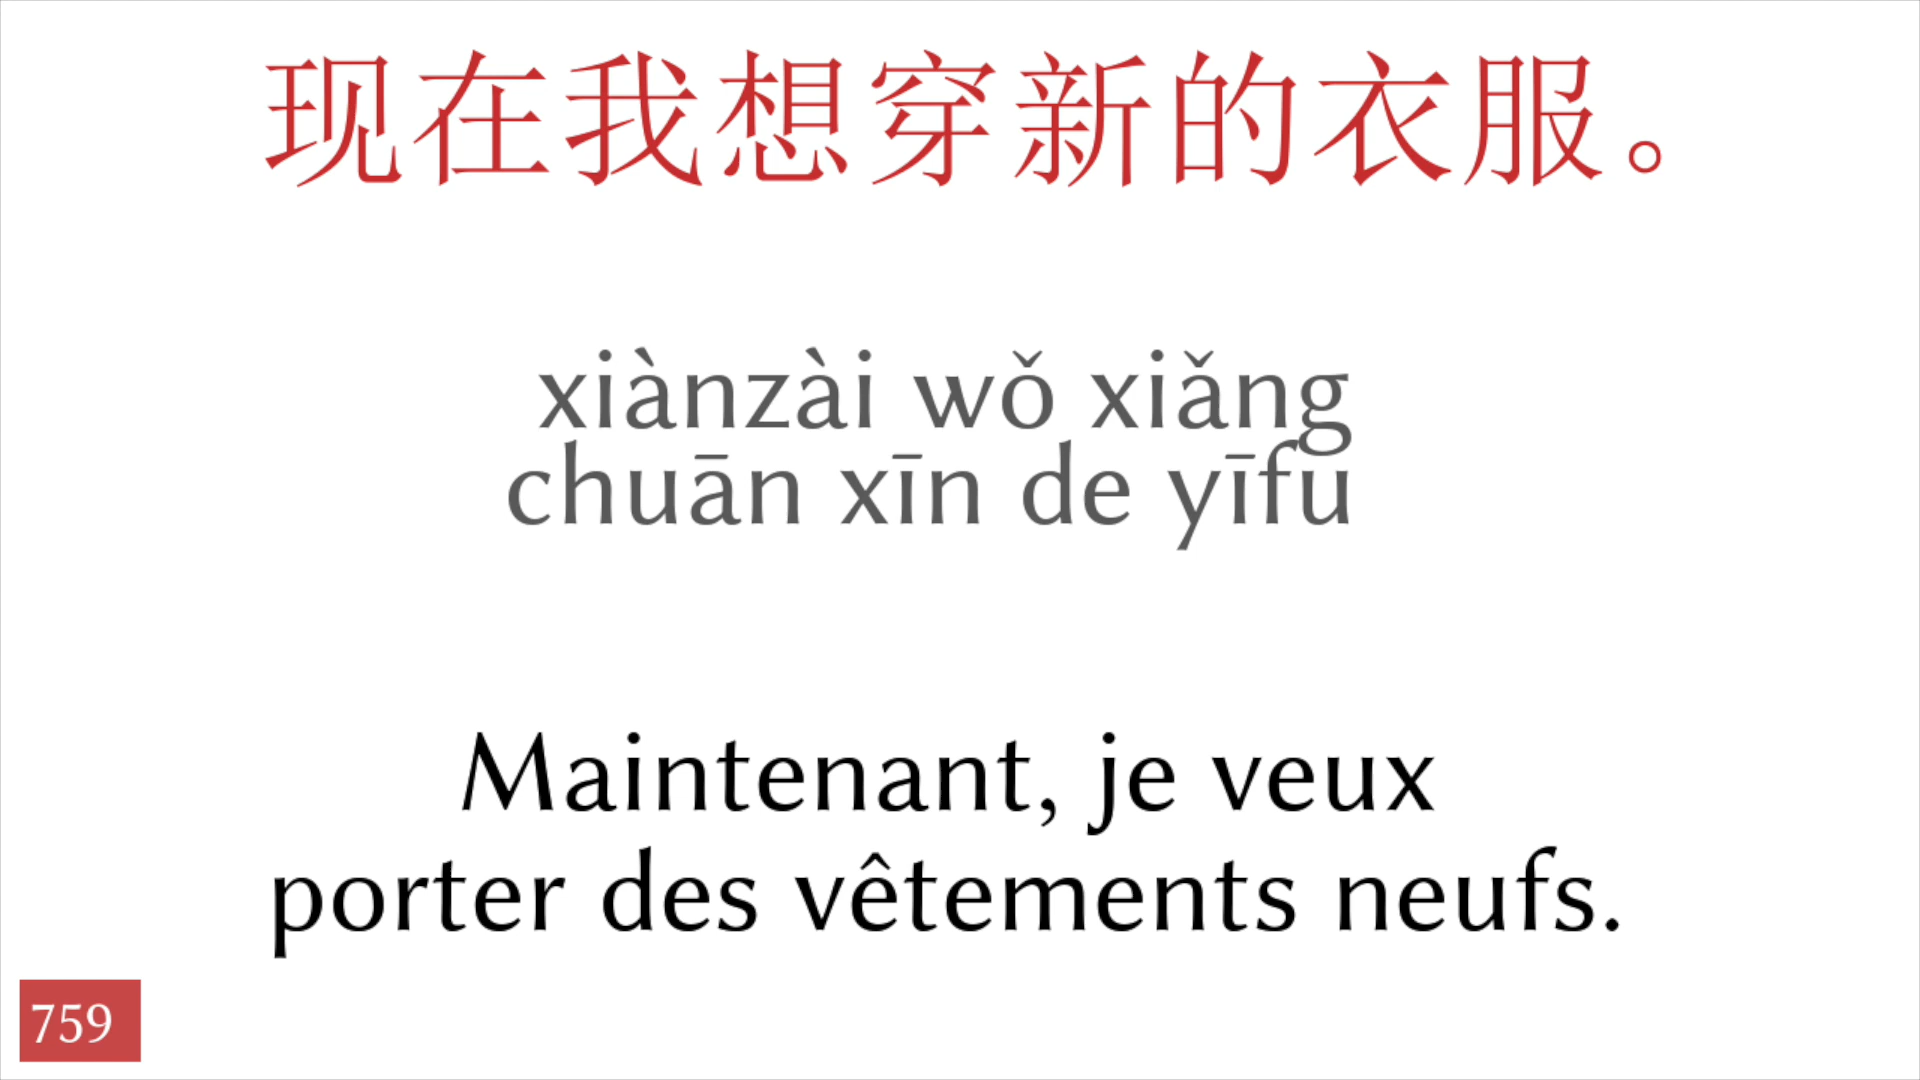 现在我想穿新的衣服。
xiànzài wǒ xiǎng
chuān xīn de yīfu
Maintenant, je veux
porter des vêtements neufs.
759